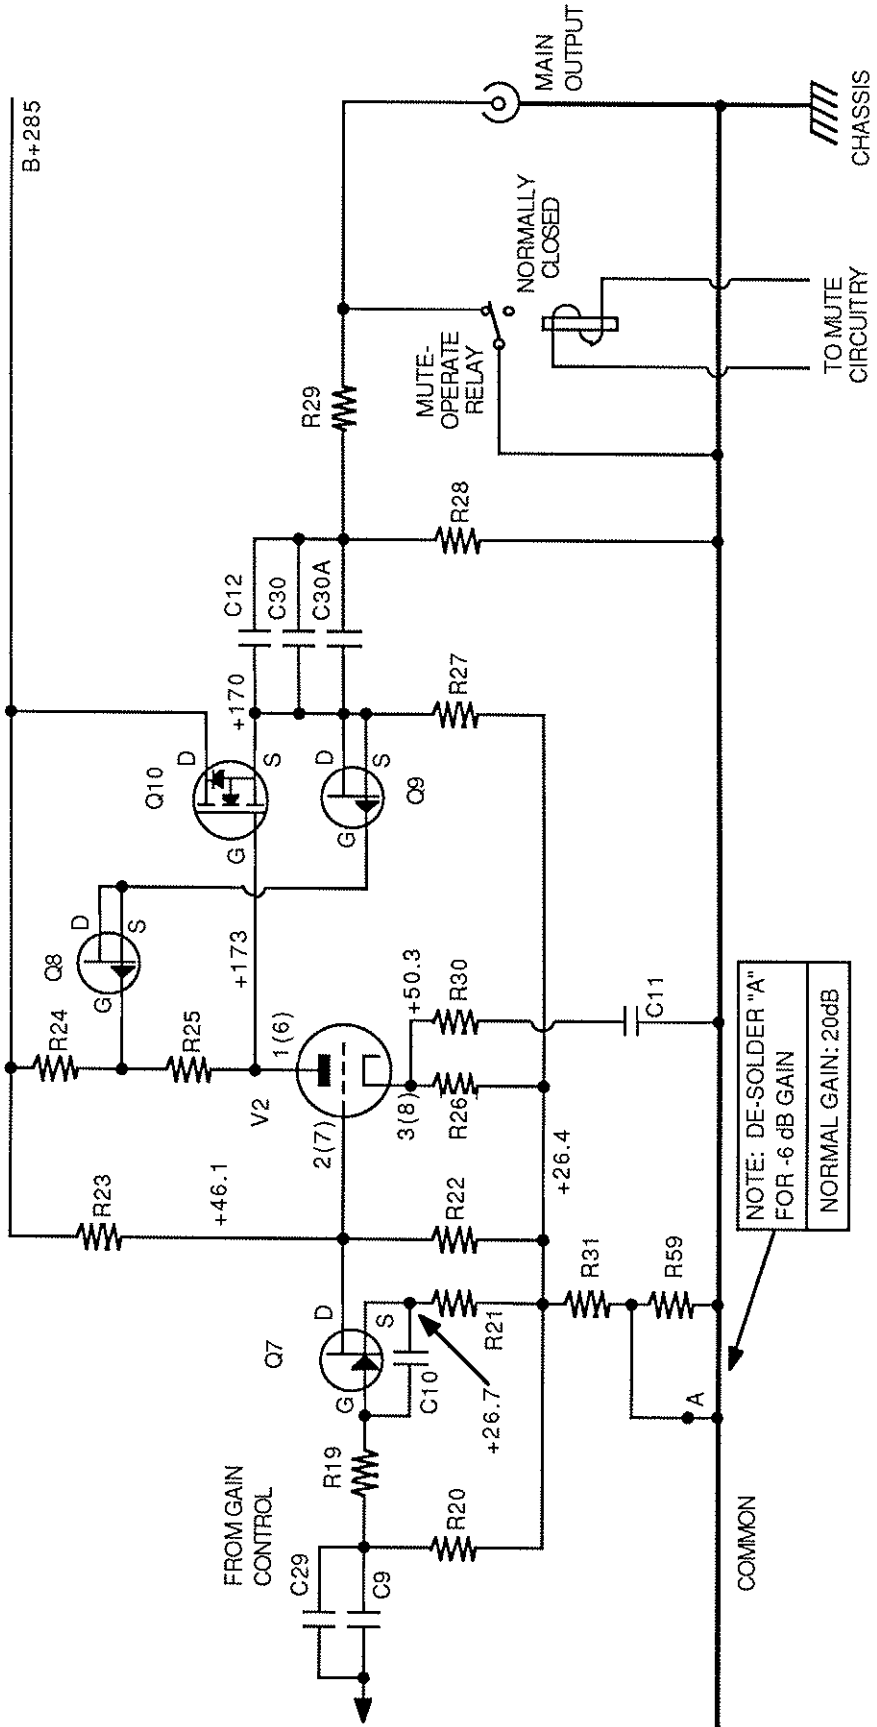 B+285
Q10
D
S
G
+170
C12
C30
C30A
R29
MAIN
OUTPUT
Q8
D
S
G
R24
R25
+173
D
S
G
Q9
R27
R28
MUTE-
OPERATE
RELAY
NORMALLY
CLOSED
TO MUTE
CIRCUITRY
CHASSIS
R23
+46.1
V2
1(6)
2(7)
3(8)
+50.3
R26
R30
C11
FROM GAIN
CONTROL
C29
C9
R19
R20
Q7
D
S
G
C10
+26.7
R21
R22
+26.4
R31
R59
A
COMMON
NOTE: DE-SOLDER "A"
FOR -6 dB GAIN
NORMAL GAIN: 20dB